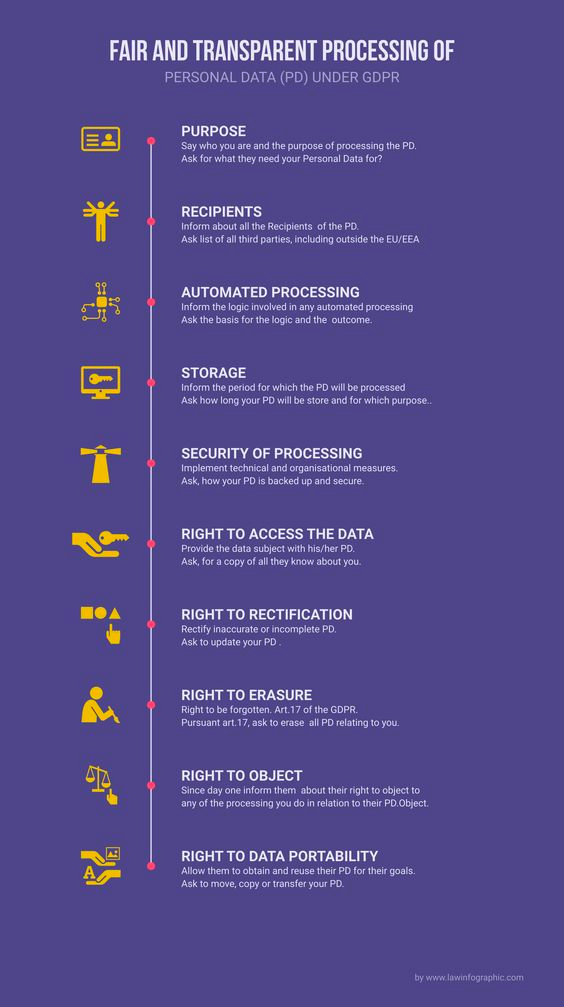 FAIR AND TRANSPARENT PROCESSING OF
PERSONAL DATA (PD) UNDER GDPR
PURPOSE
Say who you are and the purpose of processing the PD.
Ask for what they need your Personal Data for?
RECIPIENTS
Inform about all the Recipients of the PD.
Ask list of all third parties, including outside the EU/EEA
AUTOMATED PROCESSING
Inform the logic involved in any automated processing
Ask the basis for the logic and the outcome.
STORAGE
Inform the period for which the PD will be processed
Ask how long your PD will be store and for which purpose..
SECURITY OF PROCESSING
Implement technical and organisational measures.
Ask, how your PD is backed up and secure.
RIGHT TO ACCESS THE DATA
Provide the data subject with his/her PD.
Ask, for a copy of all they know about you.
RIGHT TO RECTIFICATION
Rectify inaccurate or incomplete PD.
Ask to update your PD .
RIGHT TO ERASURE
Right to be forgotten. Art.17 of the GDPR.
Pursuant art.17, ask to erase all PD relating to you.
RIGHT TO OBJECT
Since day one inform them about their right to object to
any of the processing you do in relation to their PD.Object.
A
RIGHT TO DATA PORTABILITY
Allow them to obtain and reuse their PD for their goals.
Ask to move, copy or transfer your PD.
by www.lawinfographic.com